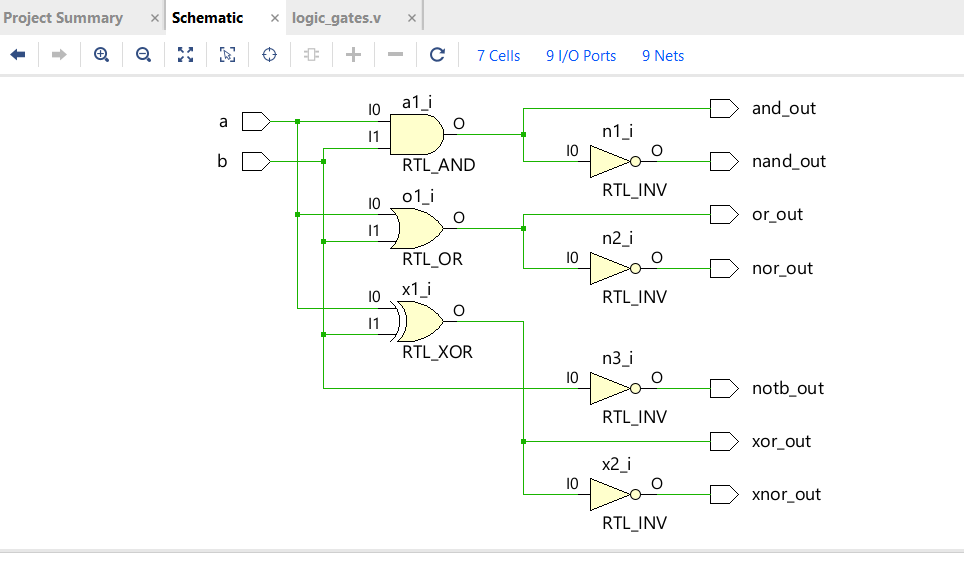 Project Summary × Schematic × logic_gates.v ×
7 Cells 9 I/O Ports 9 Nets
a
b
a1_i
I0
I1
O
RTL_AND
and_out
n1_i
I0
O
RTL_INV
nand_out
o1_i
I0
I1
O
RTL_OR
or_out
n2_i
I0
O
RTL_INV
nor_out
x1_i
I0
I1
O
RTL_XOR
n3_i
I0
O
RTL_INV
notb_out
xor_out
x2_i
I0
O
RTL_INV
xnor_out